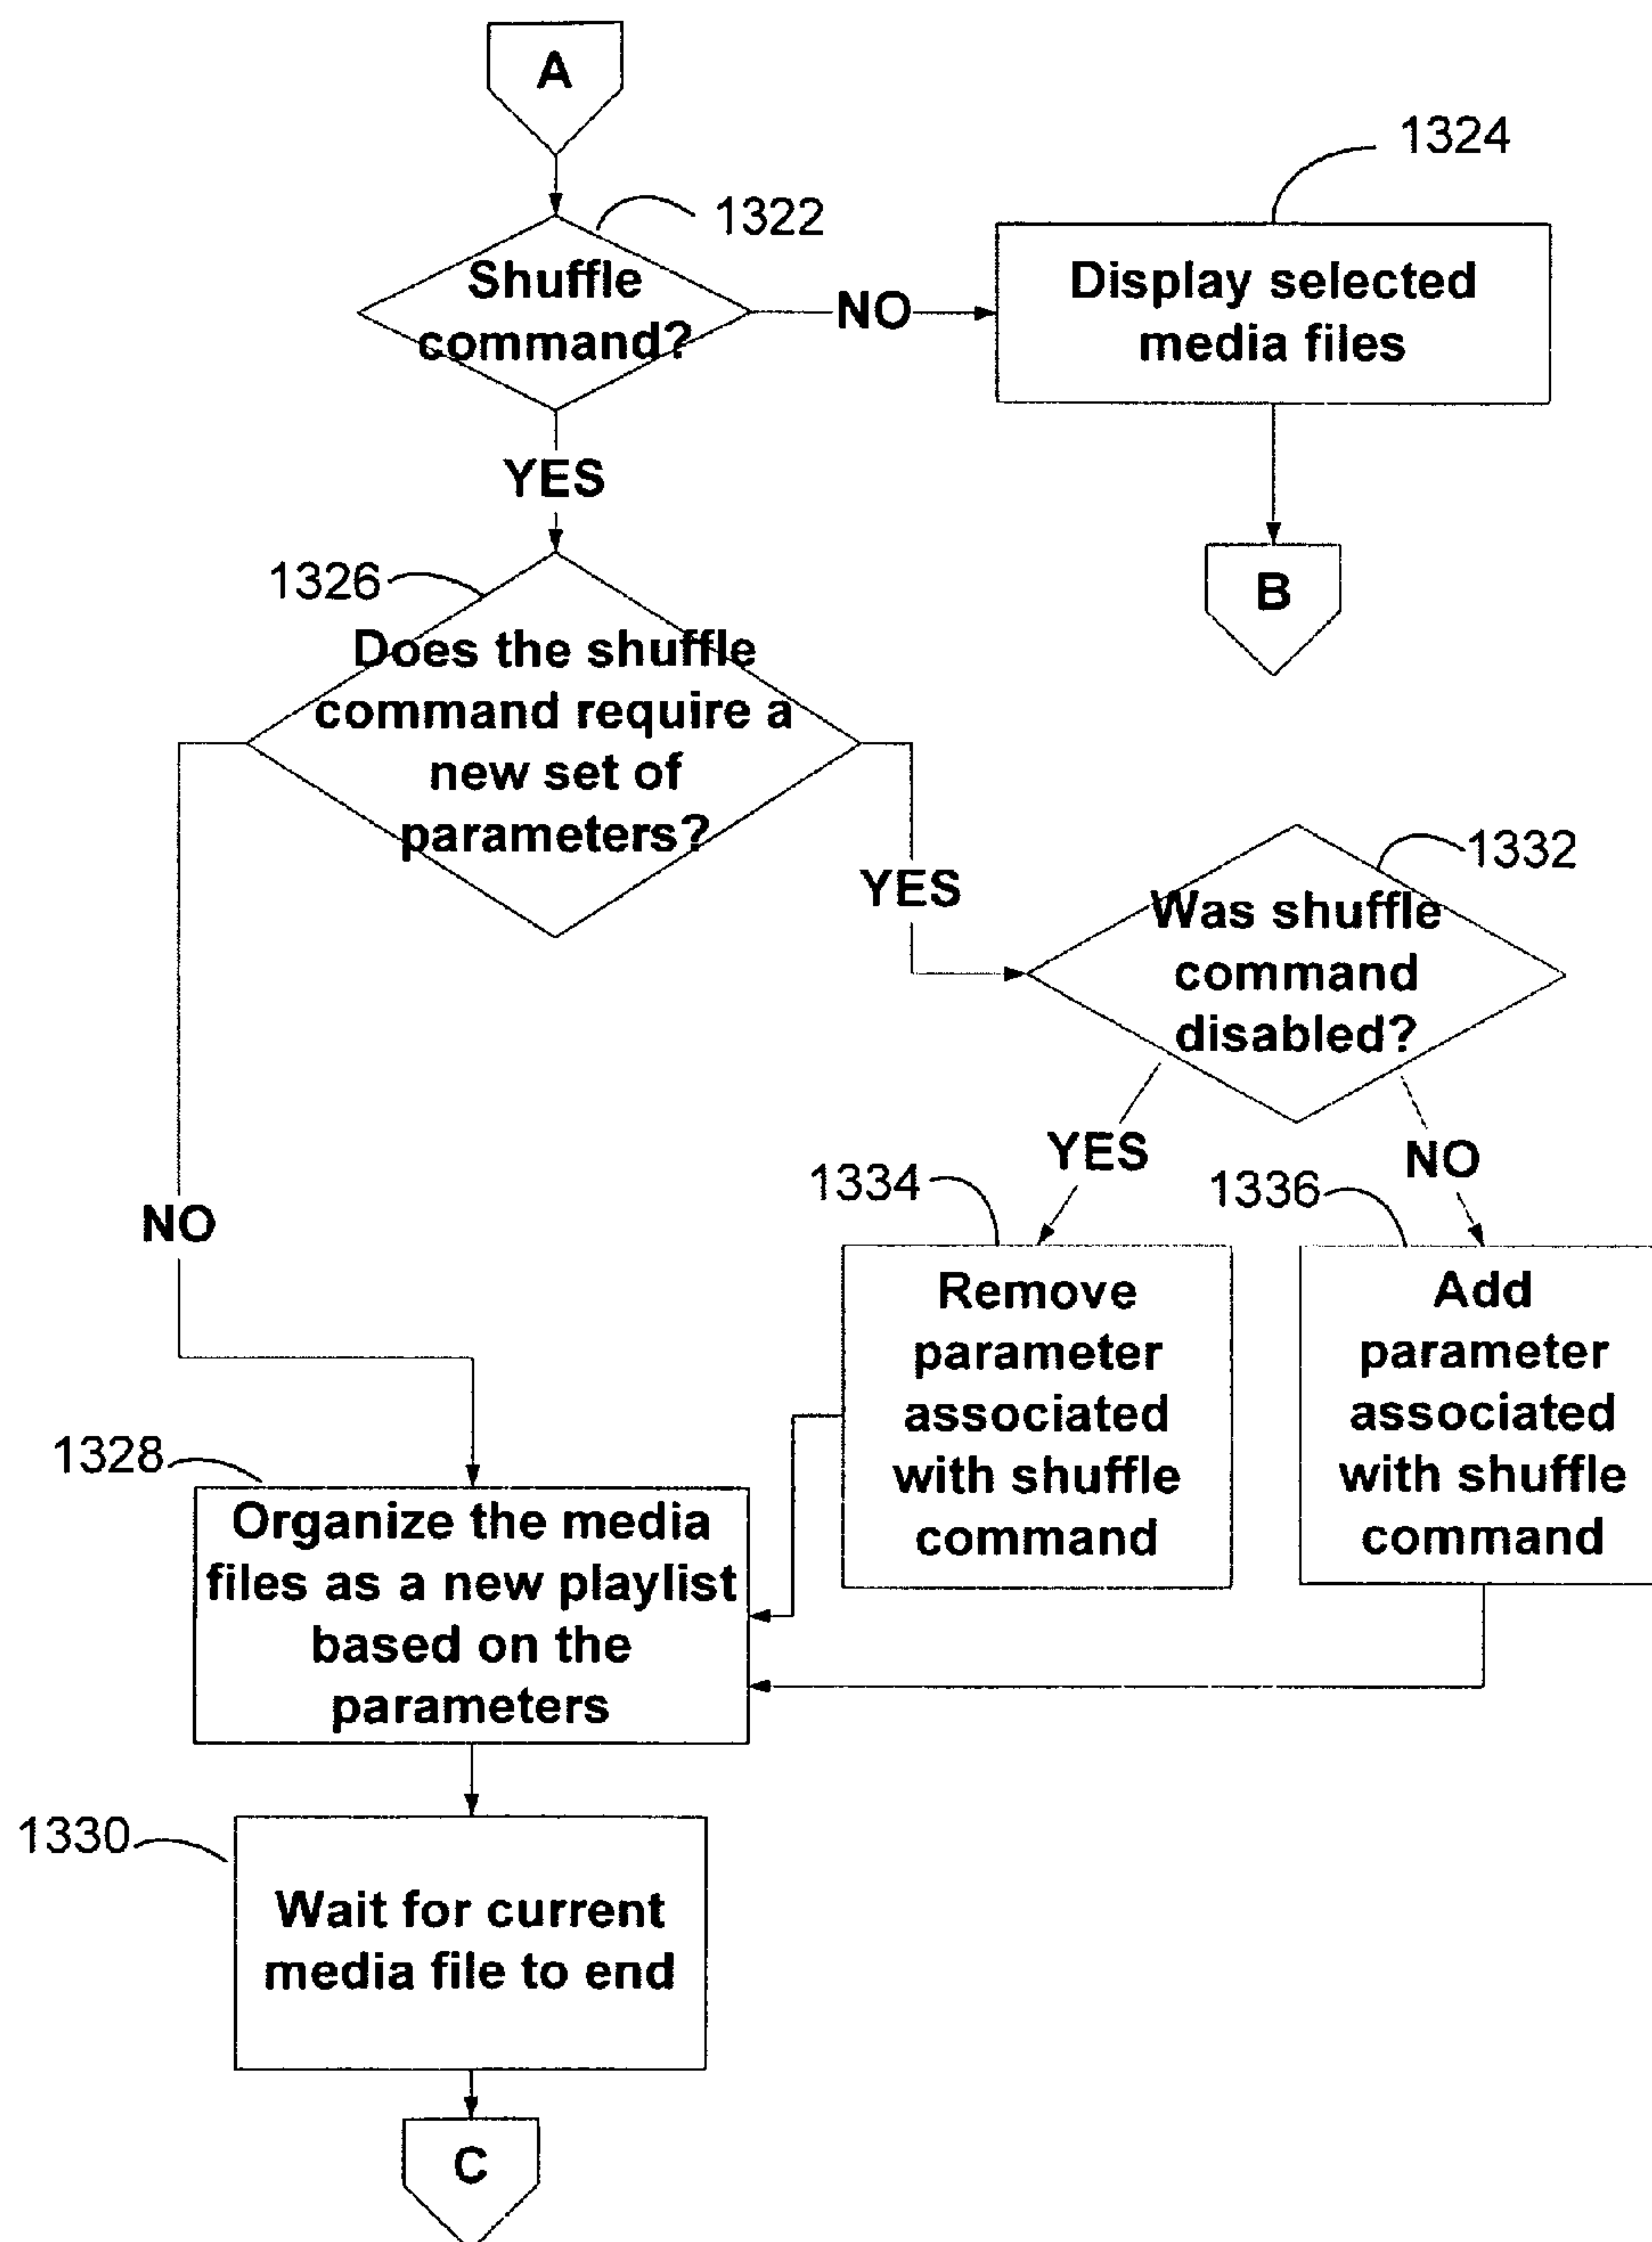 A
1322
Shuffle
command?
NO
1324
Display selected
media files
B
YES
1326
Does the shuffle
command require a
new set of
parameters?
YES
1332
Was shuffle
command
disabled?
YES
NO
NO
1334
Remove
parameter
associated
with shuffle
command
1336
Add
parameter
associated
with shuffle
command
1328
Organize the media
files as a new playlist
based on the
parameters
1330
Wait for current
media file to end
C